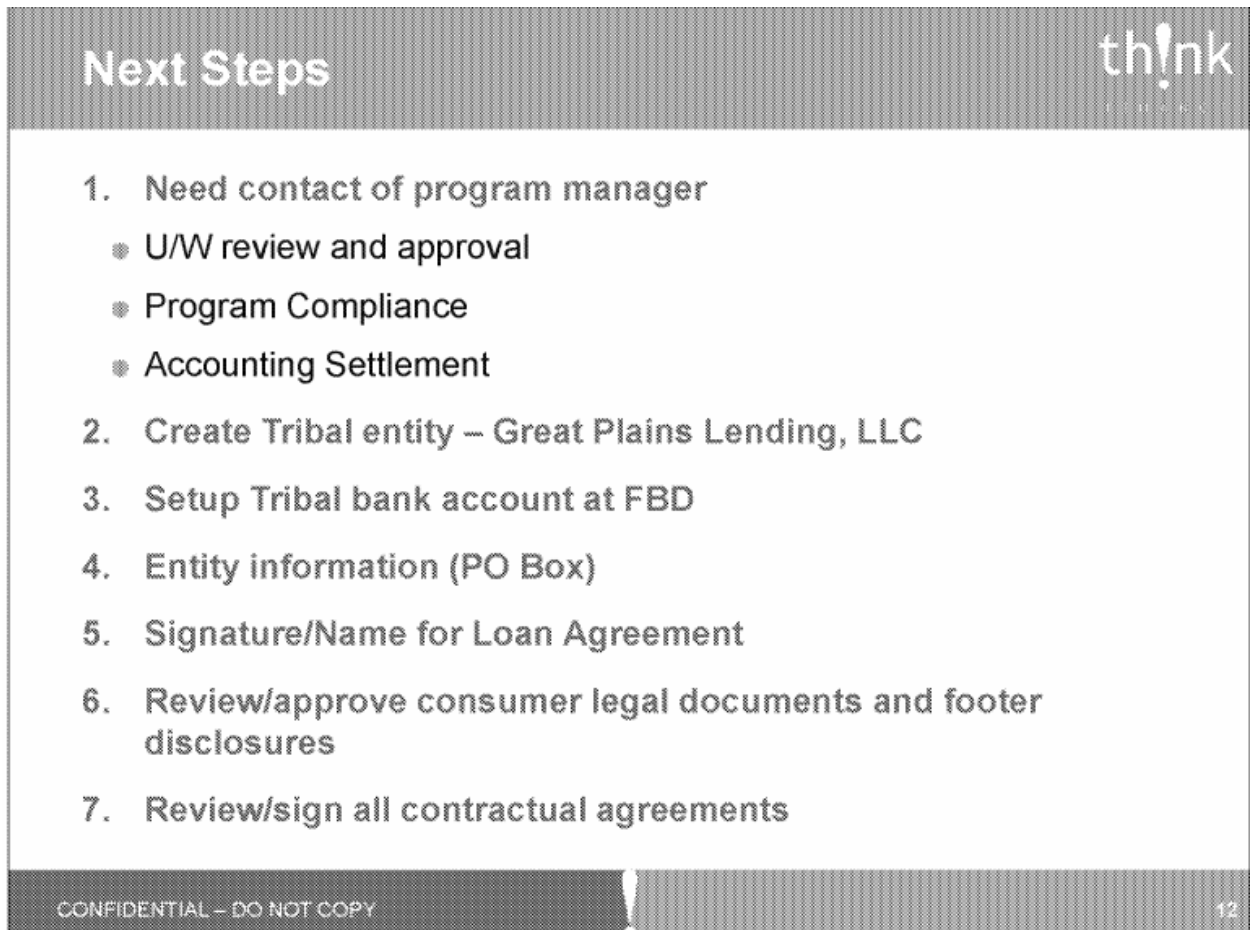 Next Steps
th!nk
FINANCE
1. Need contact of program manager
U/W review and approval
Program Compliance
Accounting Settlement
2. Create Tribal entity – Great Plains Lending, LLC
3. Setup Tribal bank account at FBD
4. Entity information (PO Box)
5. Signature/Name for Loan Agreement
6. Review/approve consumer legal documents and footer
disclosures
7. Review/sign all contractual agreements
CONFIDENTIAL – DO NOT COPY
12